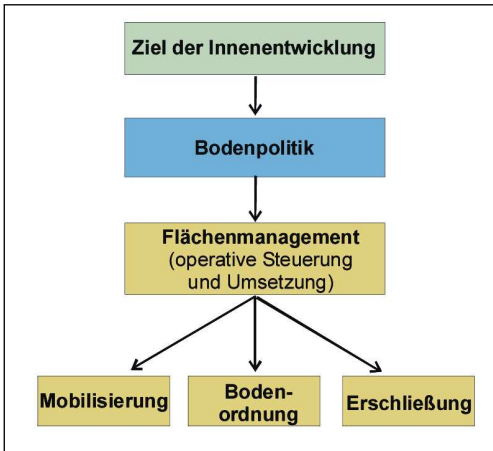 Ziel der Innenentwicklung
Bodenpolitik
Flächenmanagement
(operative Steuerung
und Umsetzung)
Mobilisierung
Boden-
ordnung
Erschließung